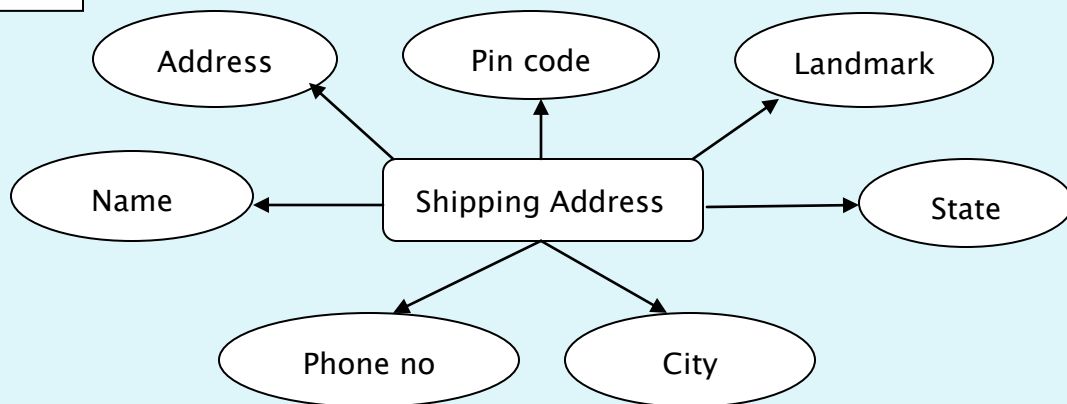 Address
Pin code
Landmark
Name
Shipping Address
State
Phone no
City